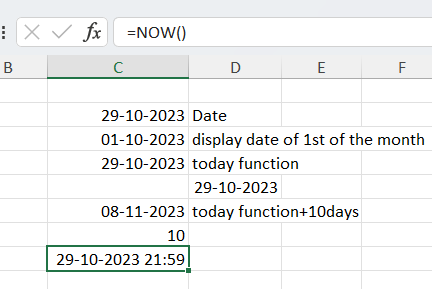 fx =NOW()
B C D E F
29-10-2023 Date
01-10-2023 display date of 1st of the month
29-10-2023 today function
29-10-2023
08-11-2023 today function+10days
10
29-10-2023 21:59